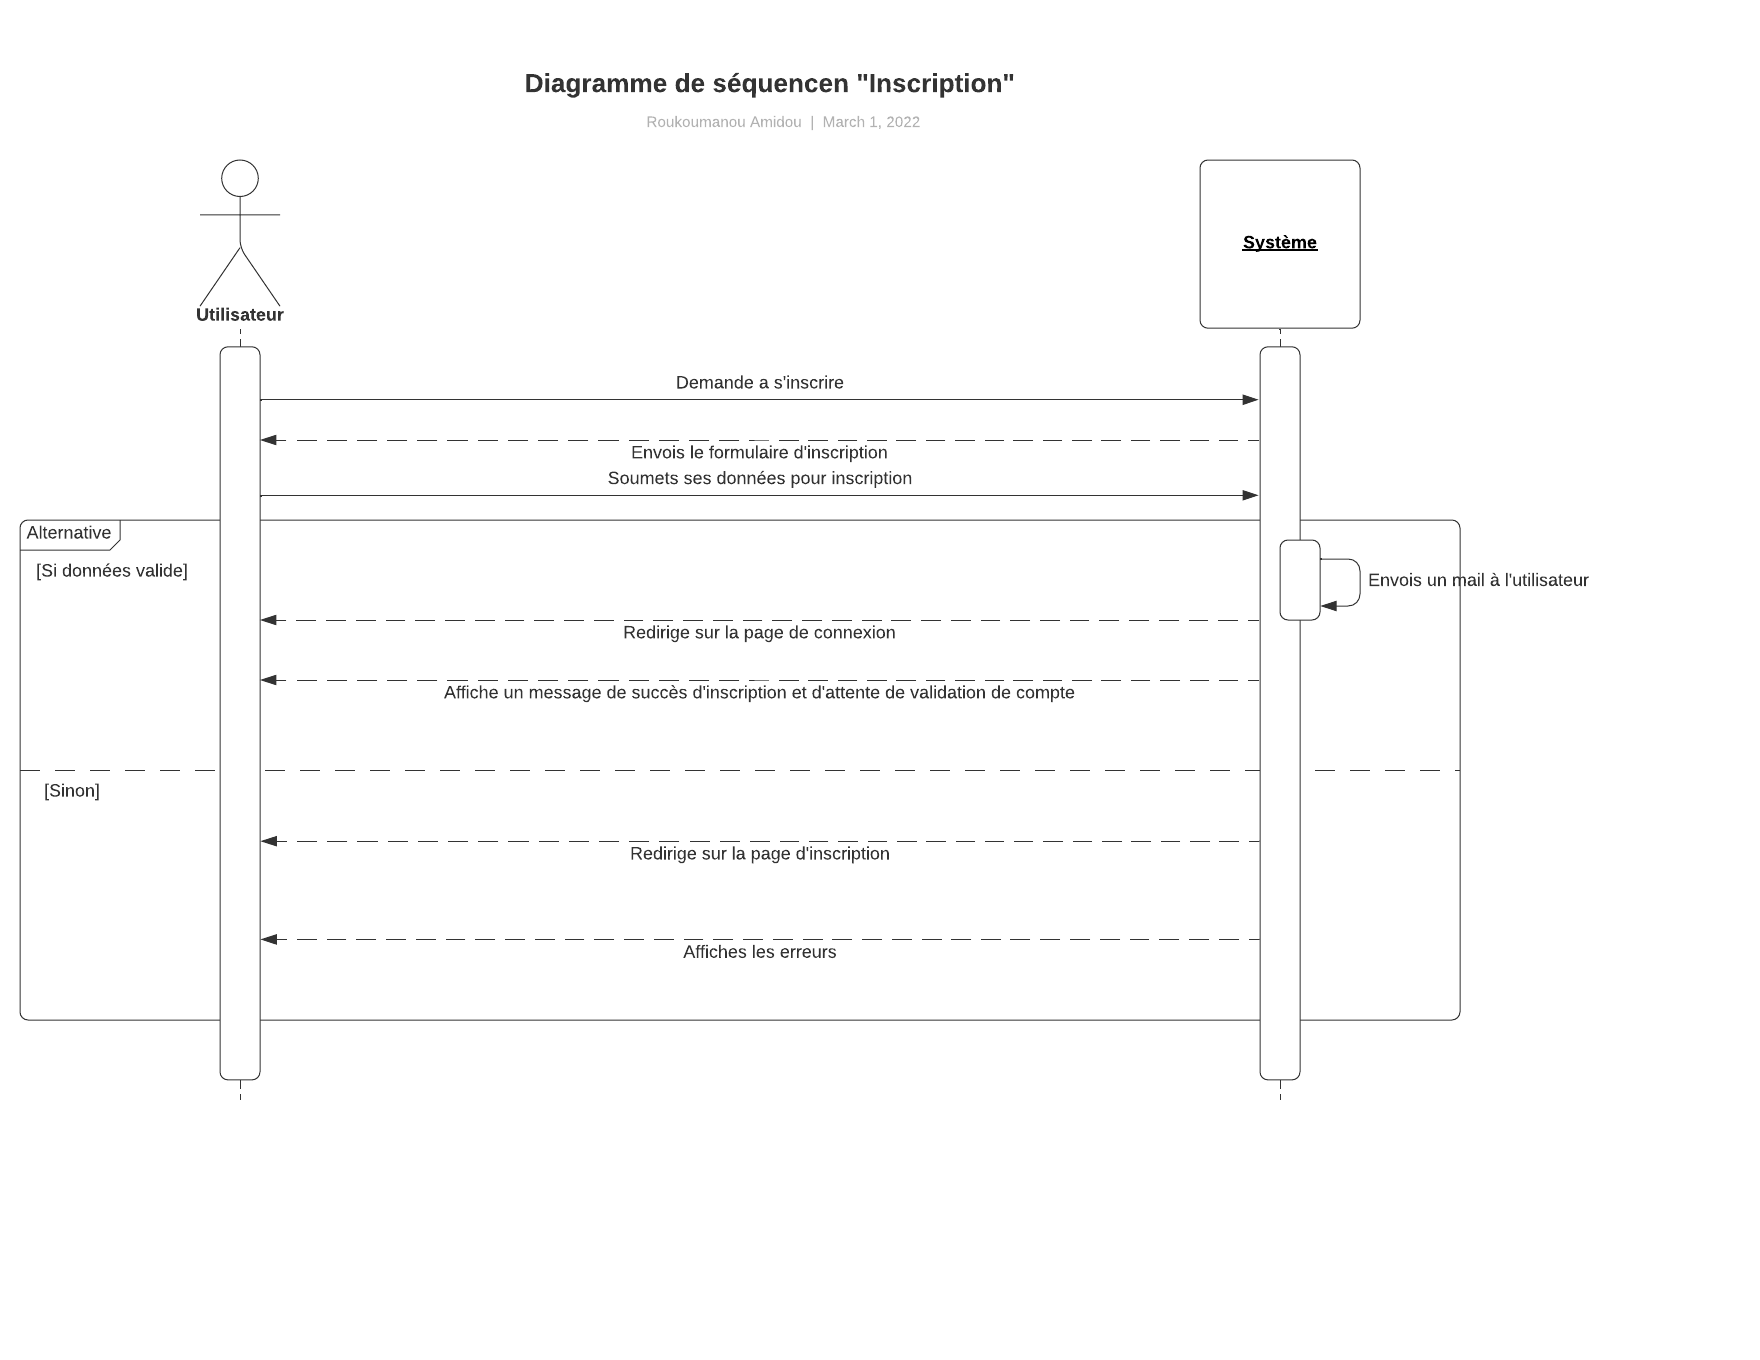 Diagramme de séquencen "Inscription"
Roukoumanou Amidou | March 1, 2022
Système
Utilisateur
Demande a s'inscrire
Envois le formulaire d'inscription
Soumets ses données pour inscription
Alternative
[Si données valide]
Envois un mail à l'utilisateur
Redirige sur la page de connexion
Affiche un message de succès d'inscription et d'attente de validation de compte
[Sinon]
Redirige sur la page d'inscription
Affiches les erreurs